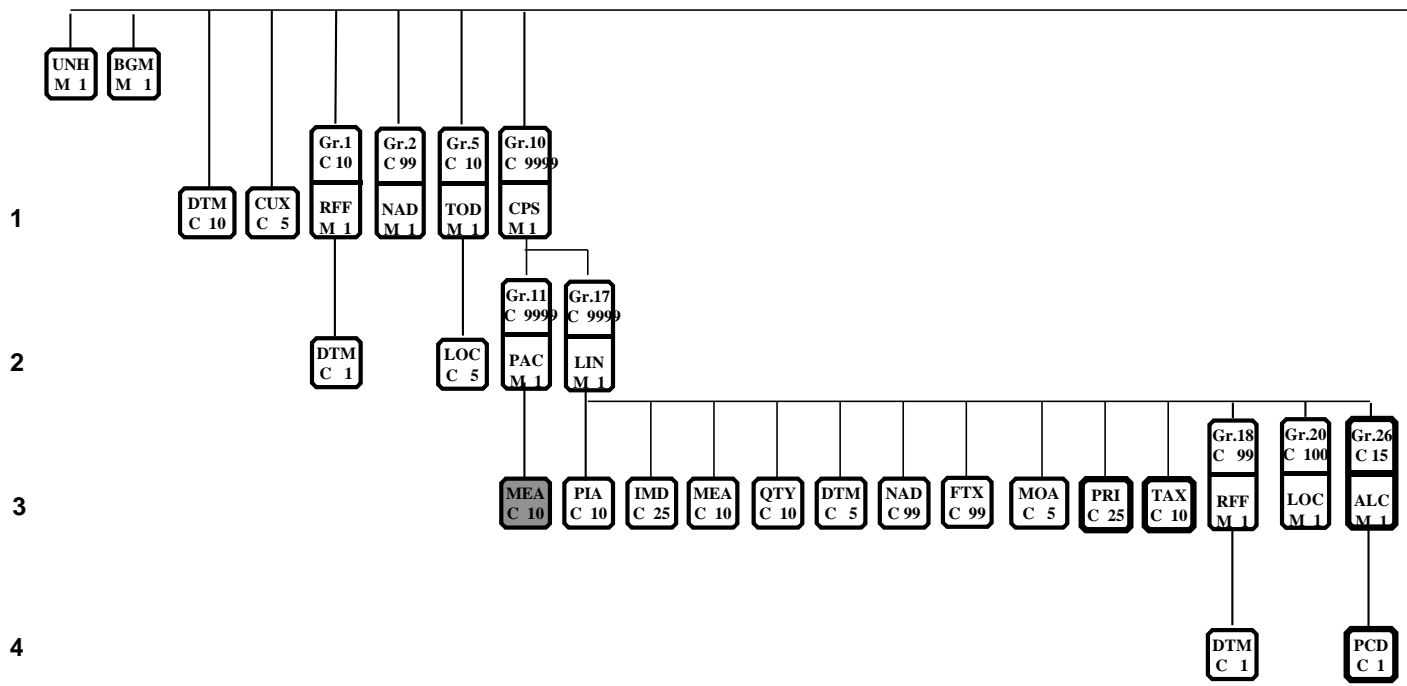 UNH
M 1
BGM
M 1
Gr.1
C 10
Gr.2
C 99
Gr.5
C 10
Gr.10
C 9999
1
DTM
C 10
CUX
C 5
RFF
M 1
NAD
M 1
TOD
M 1
CPS
M 1
Gr.11
C 9999
Gr.17
C 9999
2
DTM
C 1
LOC
C 5
PAC
M 1
LIN
M 1
Gr.18
C 99
Gr.20
C 100
Gr.26
C 15
3
MEA
C 10
PIA
C 10
IMD
C 25
MEA
C 10
QTY
C 10
DTM
C 5
NAD
C 99
FTX
C 99
MOA
C 5
PRI
C 25
TAX
C 10
RFF
M 1
LOC
M 1
ALC
M 1
4
DTM
C 1
PCD
C 1